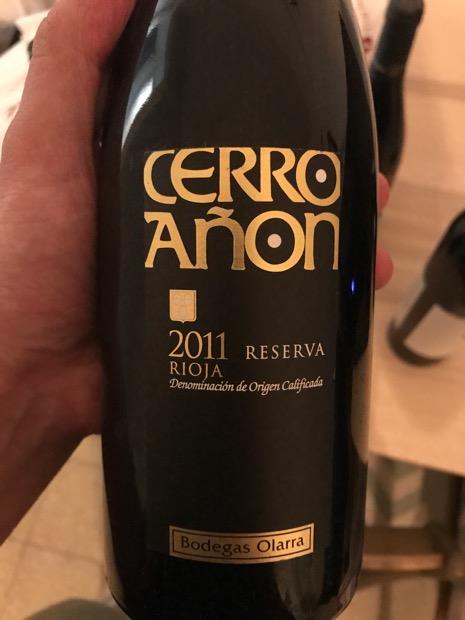 CERRO
AÑON
2011 RESERVA
RIOJA
Denominación de Origen Calificada
Bodegas Olarra